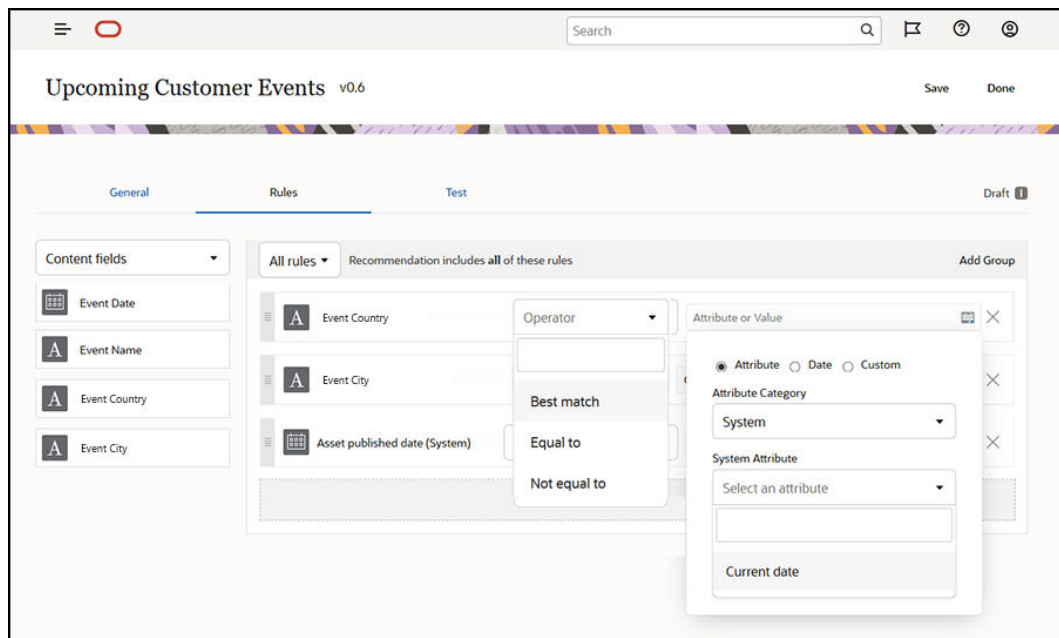 Search
Upcoming Customer Events v0.6
Save Done
General Rules Test Draft
Content fields
All rules Recommendation includes all of these rules Add Group
Event Date
A Event Name
A Event Country
A Event City
A Event Country Operator Attribute or Value
A Event City
Asset published date (System)
Best match
Equal to
Not equal to
Attribute Date Custom
Attribute Category
System
System Attribute
Select an attribute
Current date